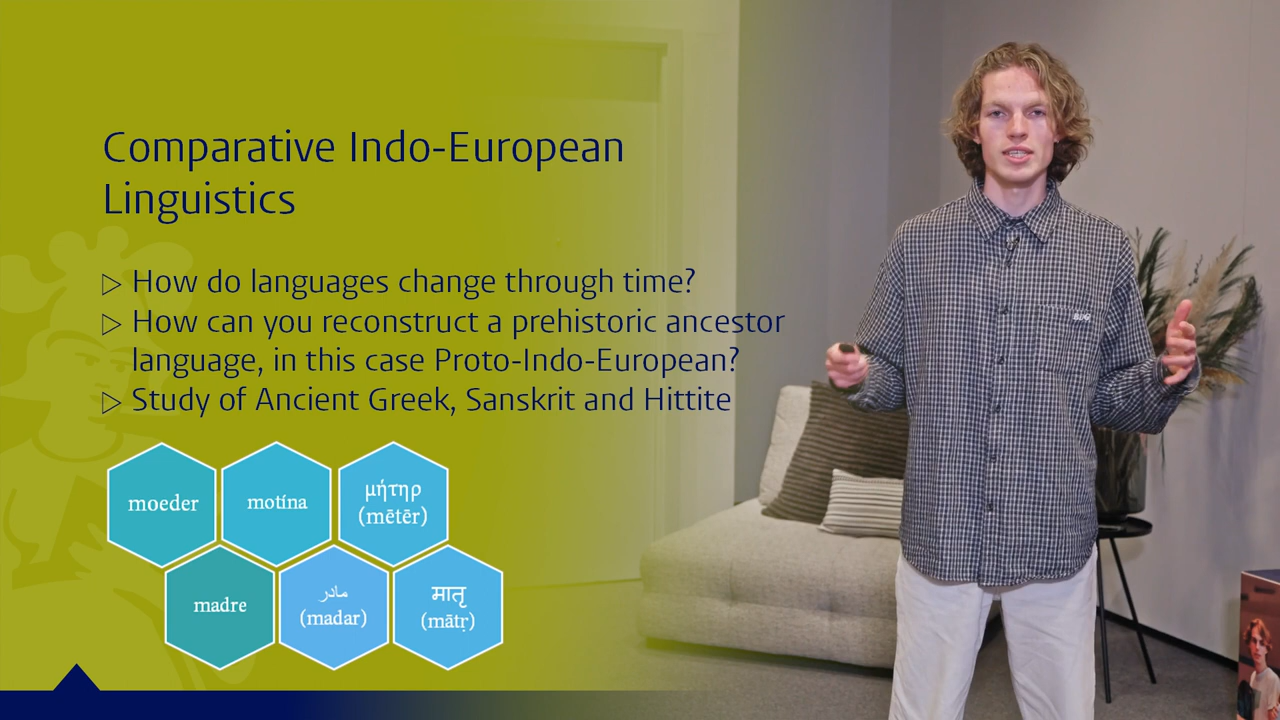 Comparative Indo-European
Linguistics
▷ How do languages change through time?
▷ How can you reconstruct a prehistoric ancestor
language, in this case Proto-Indo-European?
▷ Study of Ancient Greek, Sanskrit and Hittite
moeder
motína
μήτηρ
(mētēr)
madre
مادر
(madar)
मातृ
(mātṛ)